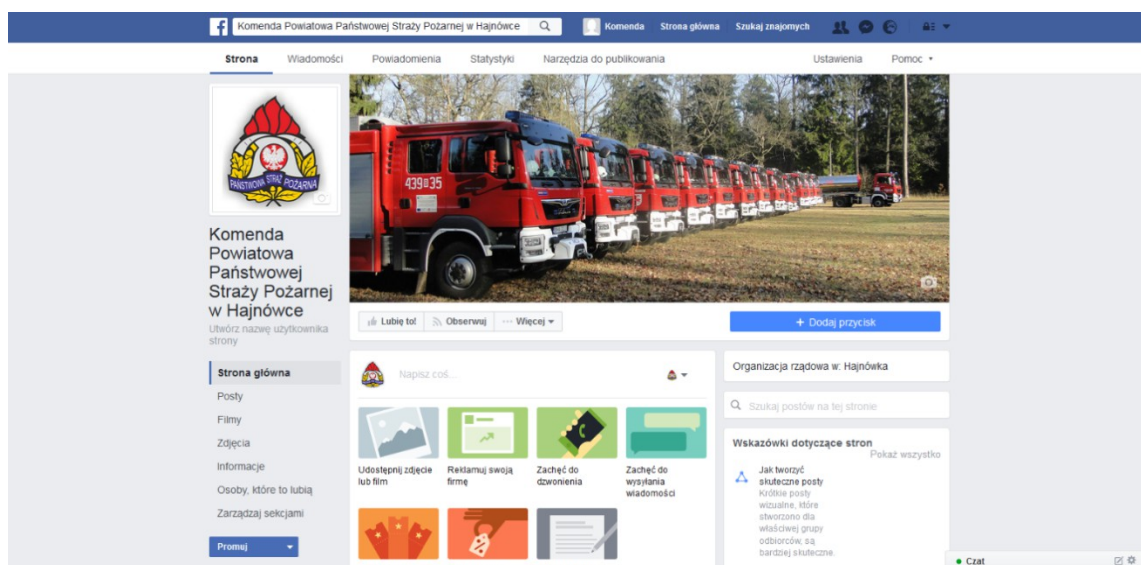 Komenda Powiatowa Państwowej Straży Pożarnej w Hajnówce
Komenda Strona główna Szukaj znajomych
Strona Wiadomości Powiadomienia Statystyki Narzędzia do publikowania Ustawienia Pomoc
PAŃSTWOWA STRAŻ POŻARNA
439 35
Komenda
Powiatowa
Państwowej
Straży Pożarnej
w Hajnówce
Utwórz nazwę użytkownika
strony
Lubię to! Obserwuj Więcej
+ Dodaj przycisk
Strona główna
Posty
Filmy
Zdjęcia
Informacje
Osoby, które to lubią
Zarządzaj sekcjami
Promuj
Napisz coś...
Udostępnij zdjęcie
lub film
Reklamuj swoją
firmę
Zachęć do
dzwonienia
Zachęć do
wysyłania
wiadomości
Organizacja rządowa w: Hajnówka
Szukaj postów na tej stronie
Wskazówki dotyczące stron
Pokaż wszystko
Jak tworzyć
skuteczne posty
Krótkie posty
wizualne, które
stworzono dla
właściwej grupy
odbiorców, są
bardziej skuteczne.
Czat